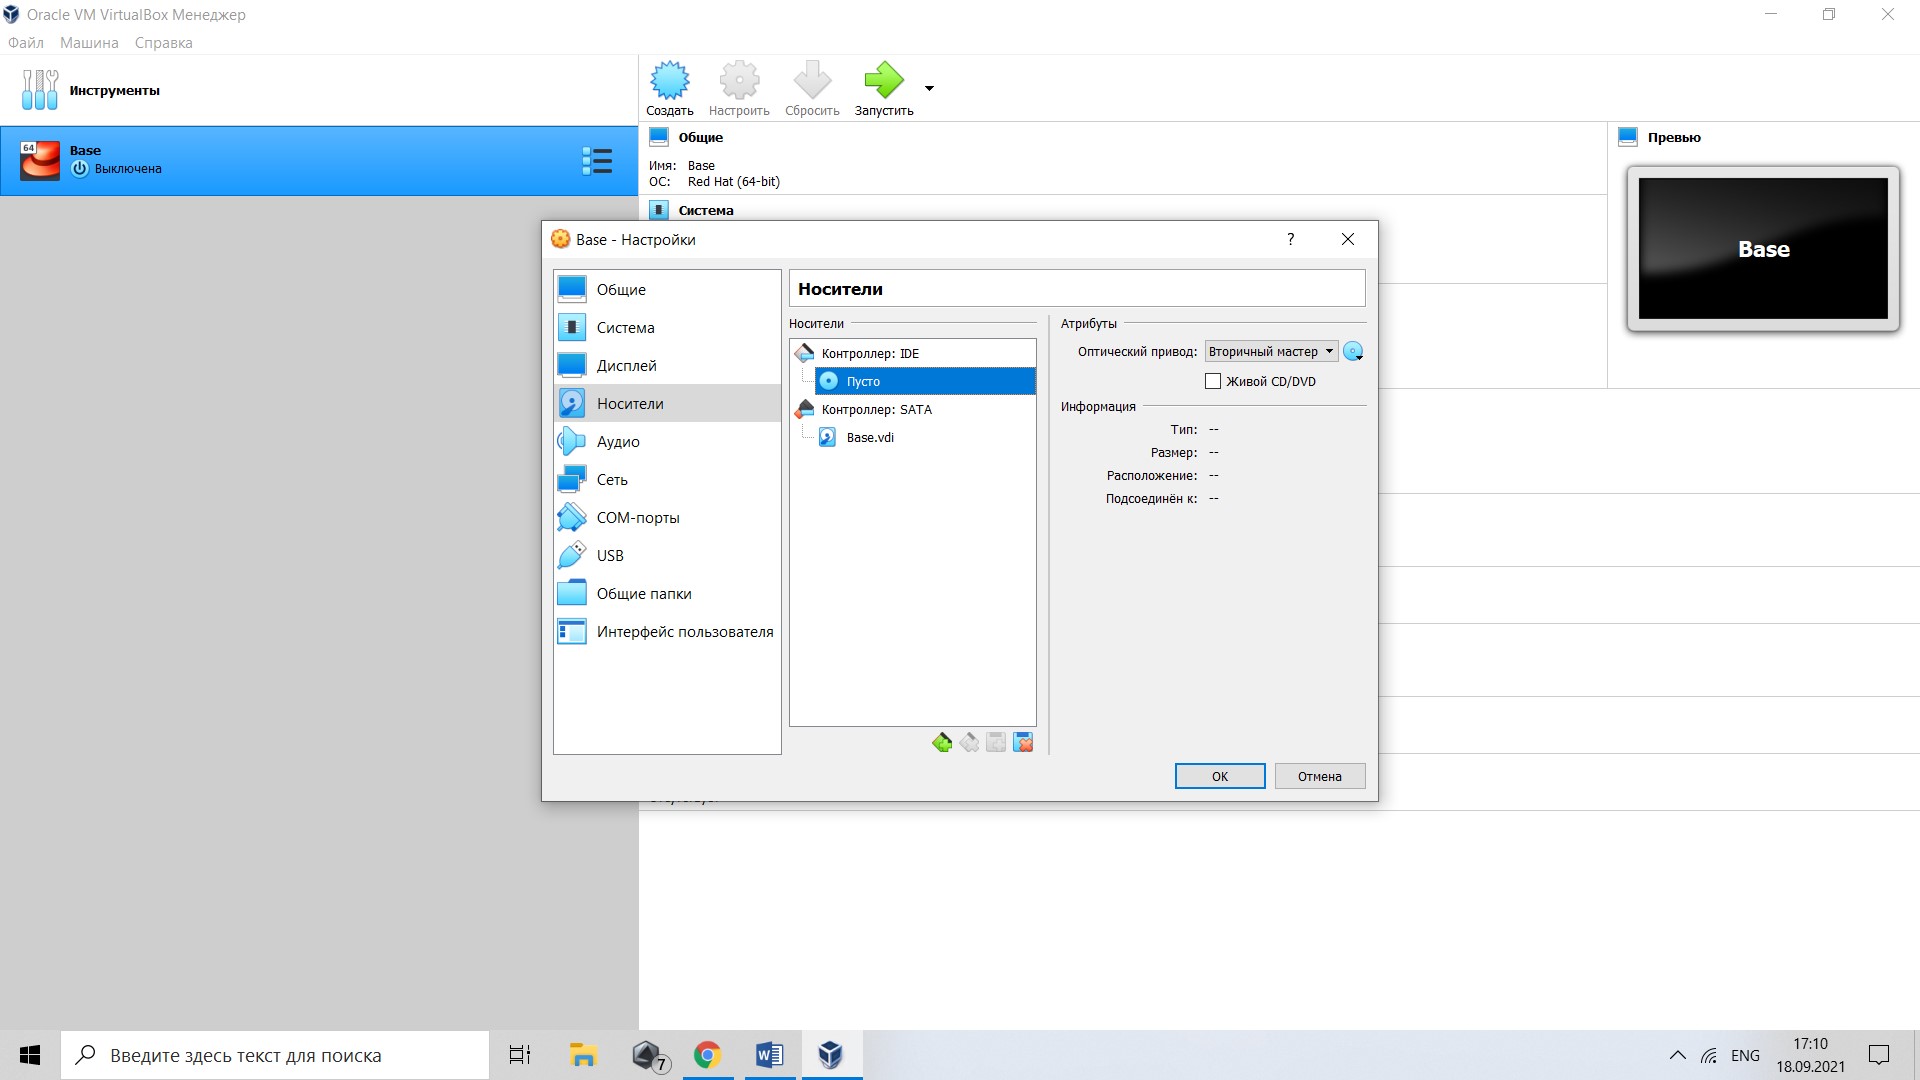 Oracle VM VirtualBox Менеджер
Файл Машина Справка
Инструменты
64
Base
Выключена
Создать Настроить Сбросить Запустить
Общие
Имя: Base
ОС: Red Hat (64-bit)
Система
Превью
Base
Base - Настройки
?
Общие
Система
Дисплей
Носители
Аудио
Сеть
COM-порты
USB
Общие папки
Интерфейс пользователя
Носители
Носители
Контроллер: IDE
Пусто
Контроллер: SATA
Base.vdi
Атрибуты
Оптический привод: Вторичный мастер
Живой CD/DVD
Информация
Тип: --
Размер: --
Расположение: --
Подсоединён к: --
OK Отмена
Введите здесь текст для поиска
7
ENG
17:10
18.09.2021